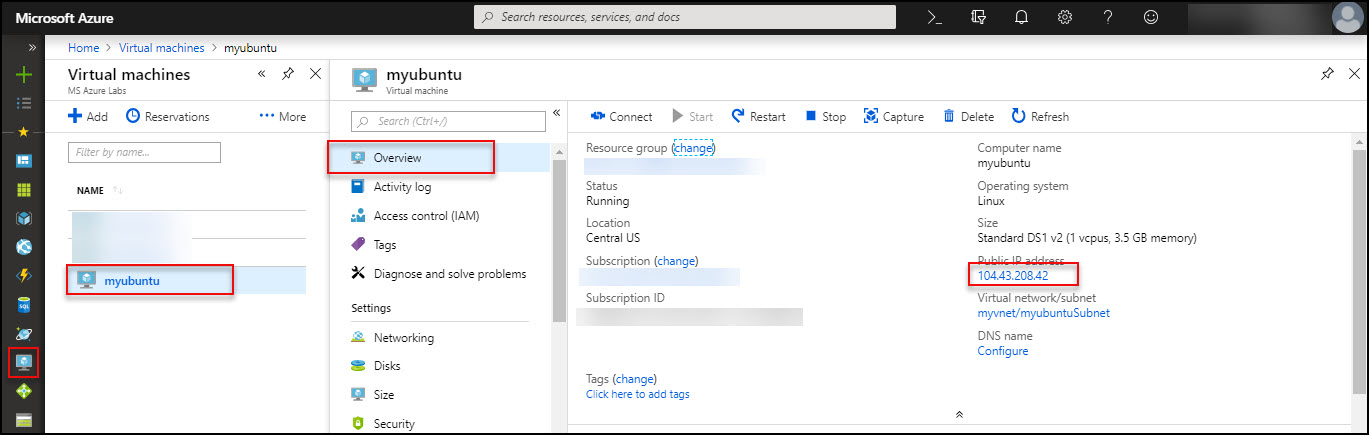 Microsoft Azure
Search resources, services, and docs
Home > Virtual machines > myubuntu
Virtual machines
MS Azure Labs
Add
Reservations
More
Filter by name...
NAME
myubuntu
myubuntu
Virtual machine
Search (Ctrl+/)
Overview
Activity log
Access control (IAM)
Tags
Diagnose and solve problems
Settings
Networking
Disks
Size
Security
Connect
Start
Restart
Stop
Capture
Delete
Refresh
Resource group (change)
Status
Running
Location
Central US
Subscription (change)
Subscription ID
Computer name
myubuntu
Operating system
Linux
Size
Standard DS1 v2 (1 vcpus, 3.5 GB memory)
Public IP address
104.43.208.42
Virtual network/subnet
myvnet/myubuntuSubnet
DNS name
Configure
Tags (change)
Click here to add tags